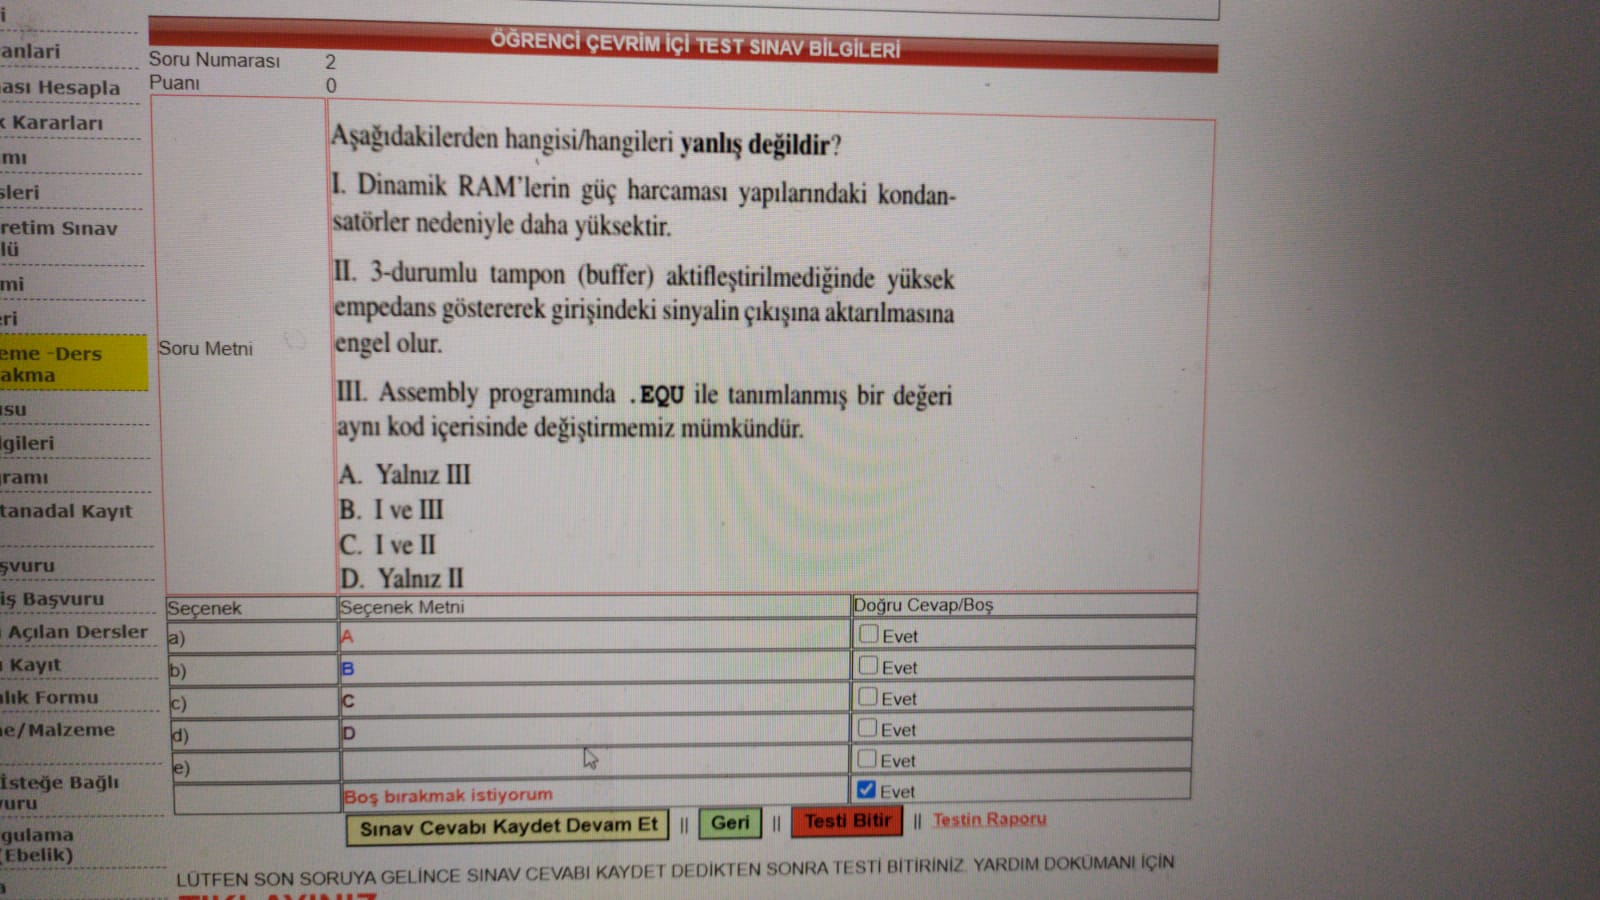 anlari
ası Hesapla
k Kararları
mı
sleri
retim Sınav
lü
mi
eri
eme -Ders
akma
usu
lgileri
gramı
tanadal Kayıt
şvuru
iş Başvuru
Açılan Dersler
Kayıt
lık Formu
ne/Malzeme
İsteğe Bağlı
vuru
gulama
(Ebelik)
ÖĞRENCİ ÇEVRİM İÇİ TEST SINAV BİLGİLERİ
Soru Numarası 2
Puanı 0
Soru Metni
Aşağıdakilerden hangisi/hangileri yanlış değildir?
I. Dinamik RAM'lerin güç harcaması yapılarındaki kondan-
satörler nedeniyle daha yüksektir.
II. 3-durumlu tampon (buffer) aktifleştirilmediğinde yüksek
empedans göstererek girişindeki sinyalin çıkışına aktarılmasına
engel olur.
III. Assembly programında .EQU ile tanımlanmış bir değeri
aynı kod içerisinde değiştirmemiz mümkündür.
A. Yalnız III
B. I ve III
C. I ve II
D. Yalnız II
Seçenek Seçenek Metni Doğru Cevap/Boş
a) A Evet
b) B Evet
c) C Evet
d) D Evet
e) Evet
Boş bırakmak istiyorum Evet
Sınav Cevabı Kaydet Devam Et || Geri || Testi Bitir || Testin Raporu
LÜTFEN SON SORUYA GELİNCE SINAV CEVABI KAYDET DEDİKTEN SONRA TESTİ BİTİRİNİZ. YARDIM DOKÜMANI İÇİN
TIKLAYINIZ